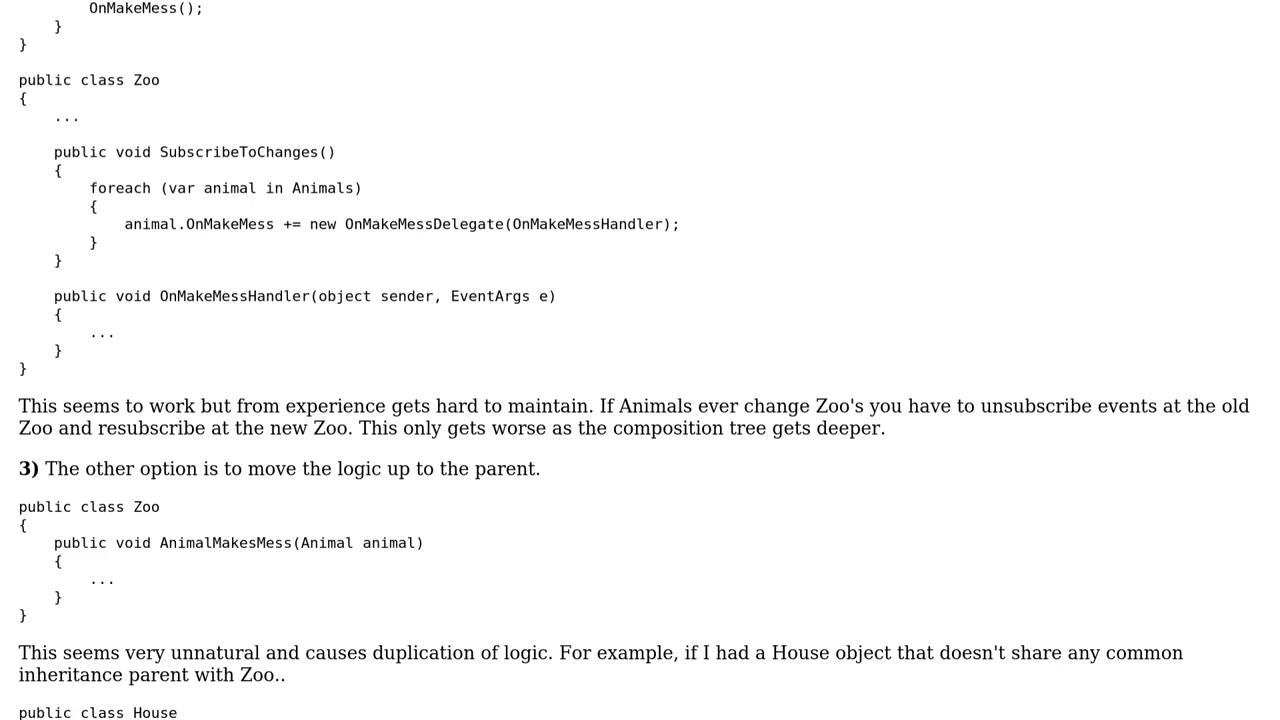 OnMakeMess();
    }
}
public class Zoo
{
    ...
    public void SubscribeToChanges()
    {
        foreach (var animal in Animals)
        {
            animal.OnMakeMess += new OnMakeMessDelegate(OnMakeMessHandler);
        }
    }
    public void OnMakeMessHandler(object sender, EventArgs e)
    {
        ...
    }
}
This seems to work but from experience gets hard to maintain. If Animals ever change Zoo's you have to unsubscribe events at the old
Zoo and resubscribe at the new Zoo. This only gets worse as the composition tree gets deeper.
3) The other option is to move the logic up to the parent.
public class Zoo
{
    public void AnimalMakesMess(Animal animal)
    {
        ...
    }
}
This seems very unnatural and causes duplication of logic. For example, if I had a House object that doesn't share any common
inheritance parent with Zoo..
public class House